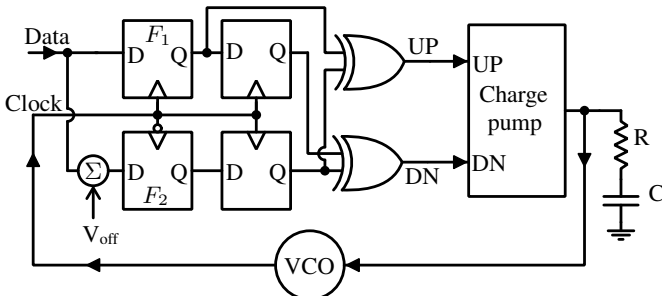 Data
D F1 Q
D Q
UP
UP
Charge
pump
Clock
R
D Q
F2
D Q
Σ
DN
DN
C
Voff
VCO